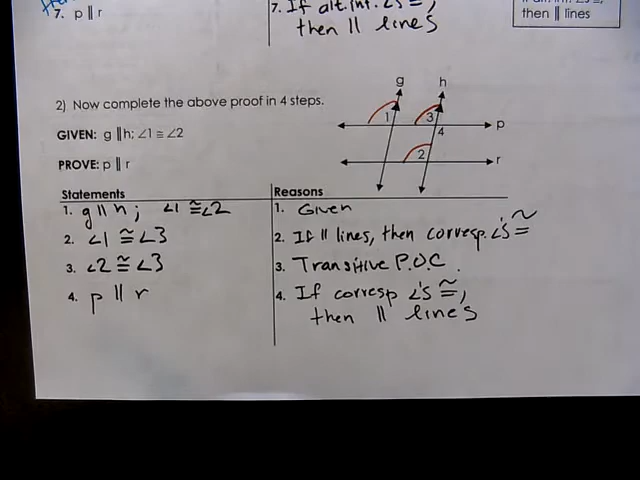 7. p ∥ r
7. If alt. int. ∠'s ≅,
then ∥ lines
then ∥ lines
2) Now complete the above proof in 4 steps.
GIVEN: g ∥ h; ∠1 ≅ ∠2
PROVE: p ∥ r
g h
1 3 p
4
2 r
Statements Reasons
1. g ∥ h; ∠1 ≅ ∠2 1. Given
2. ∠1 ≅ ∠3 2. If ∥ lines, then corresp. ∠'s ≅
3. ∠2 ≅ ∠3 3. Transitive P.O.C.
4. p ∥ r 4. If corresp ∠'s ≅,
then ∥ lines